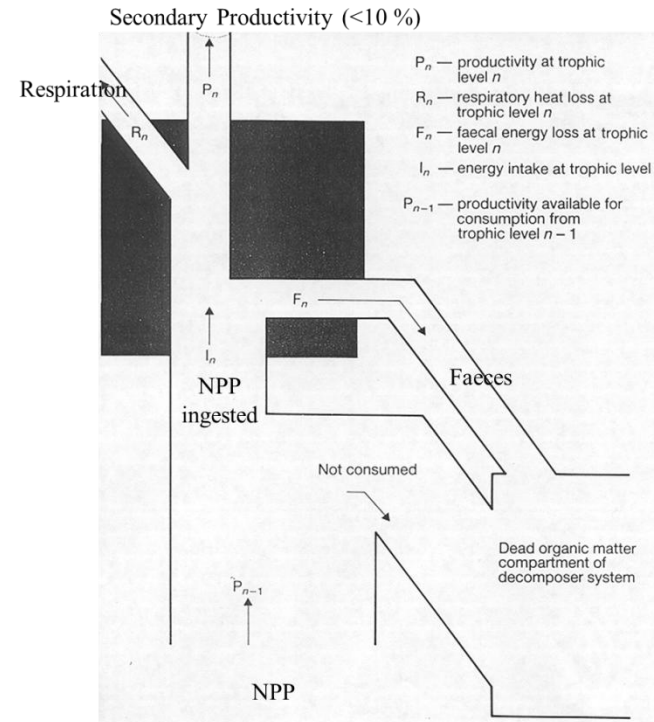 Secondary Productivity (<10 %)
Respiration
Pn
Rn
Pn — productivity at trophic
level n
Rn — respiratory heat loss at
trophic level n
Fn — faecal energy loss at trophic
level n
In — energy intake at trophic level
Pn−1 — productivity available for
consumption from
trophic level n − 1
Fn
In
NPP
ingested
Faeces
Not consumed
Dead organic matter
compartment of
decomposer system
Pn−1
NPP